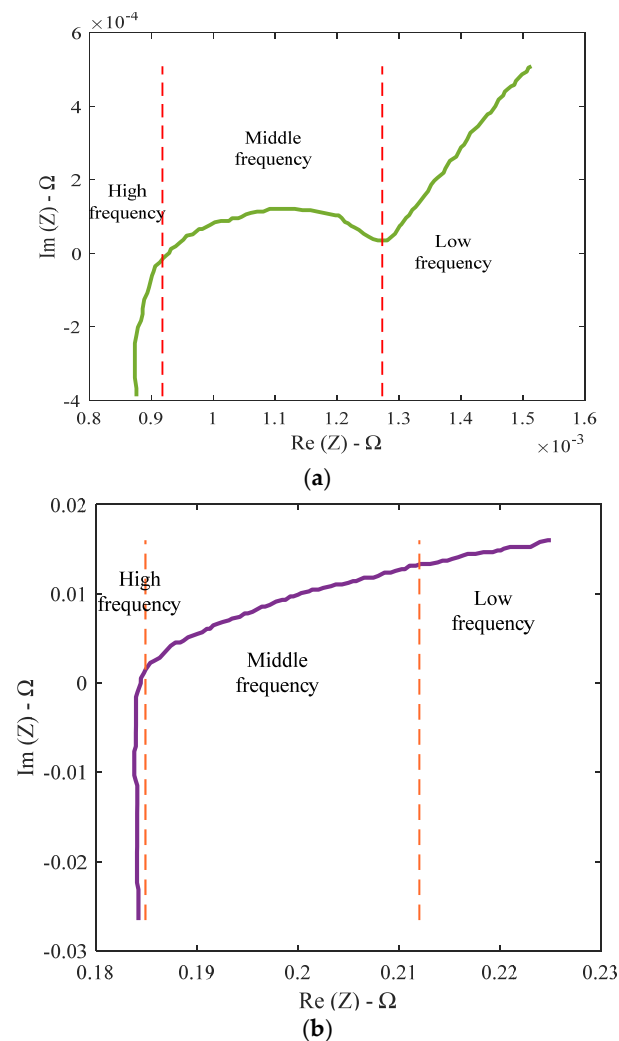 ×10⁻⁴
6
4
2
0
-2
-4
Im (Z) - Ω
High
frequency
Middle
frequency
Low
frequency
0.8 0.9 1 1.1 1.2 1.3 1.4 1.5 1.6
Re (Z) - Ω ×10⁻³
(a)
0.02
0.01
0
-0.01
-0.02
-0.03
Im (Z) - Ω
High
frequency
Middle
frequency
Low
frequency
0.18 0.19 0.2 0.21 0.22 0.23
Re (Z) - Ω
(b)